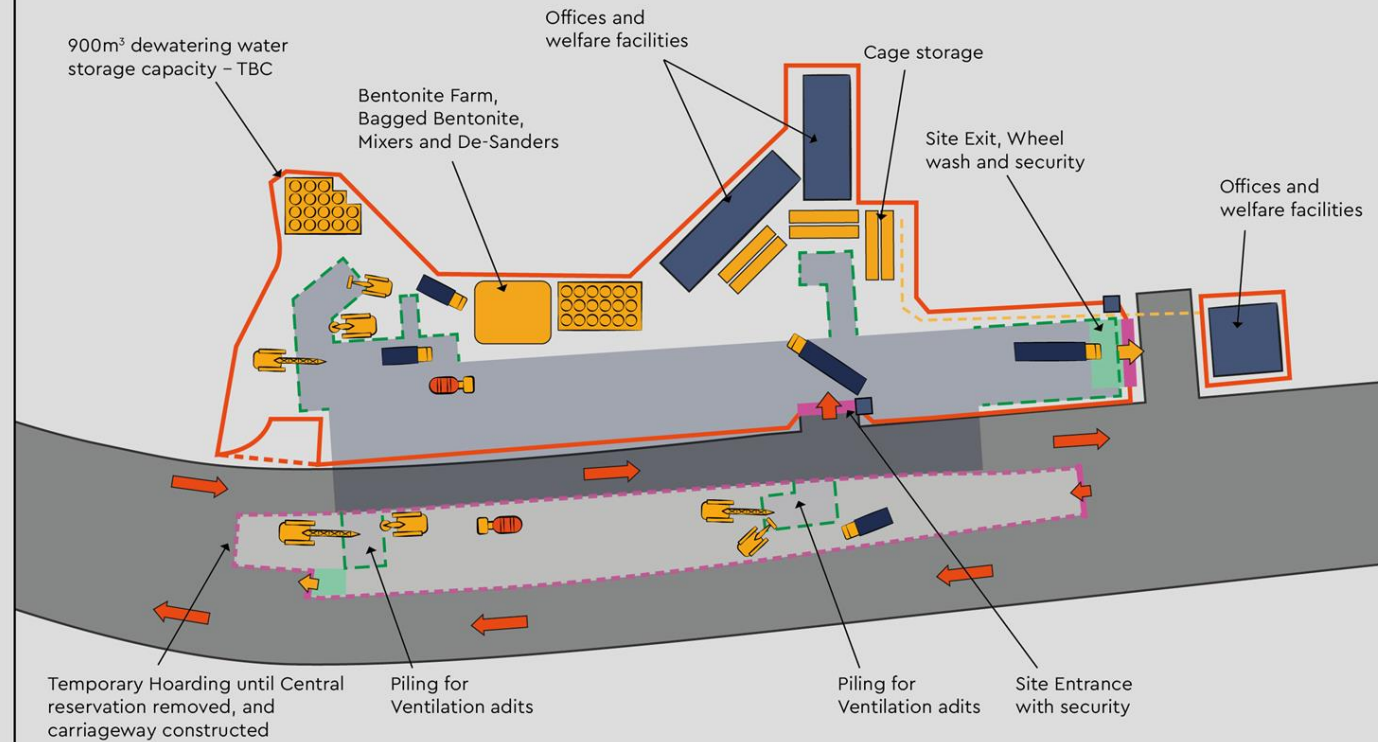 Offices and
welfare facilities
900m³ dewatering water
storage capacity – TBC
Cage storage
Bentonite Farm,
Bagged Bentonite,
Mixers and De-Sanders
Site Exit, Wheel
wash and security
Offices and
welfare facilities
Temporary Hoarding until Central
reservation removed, and
carriageway constructed
Piling for
Ventilation adits
Piling for
Ventilation adits
Site Entrance
with security